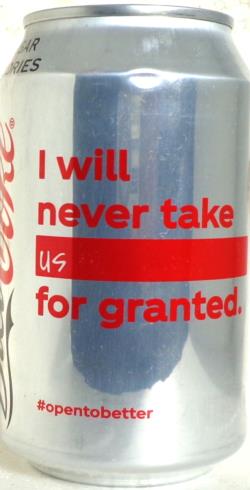 I will
never take
us
for granted.
#opentobetter